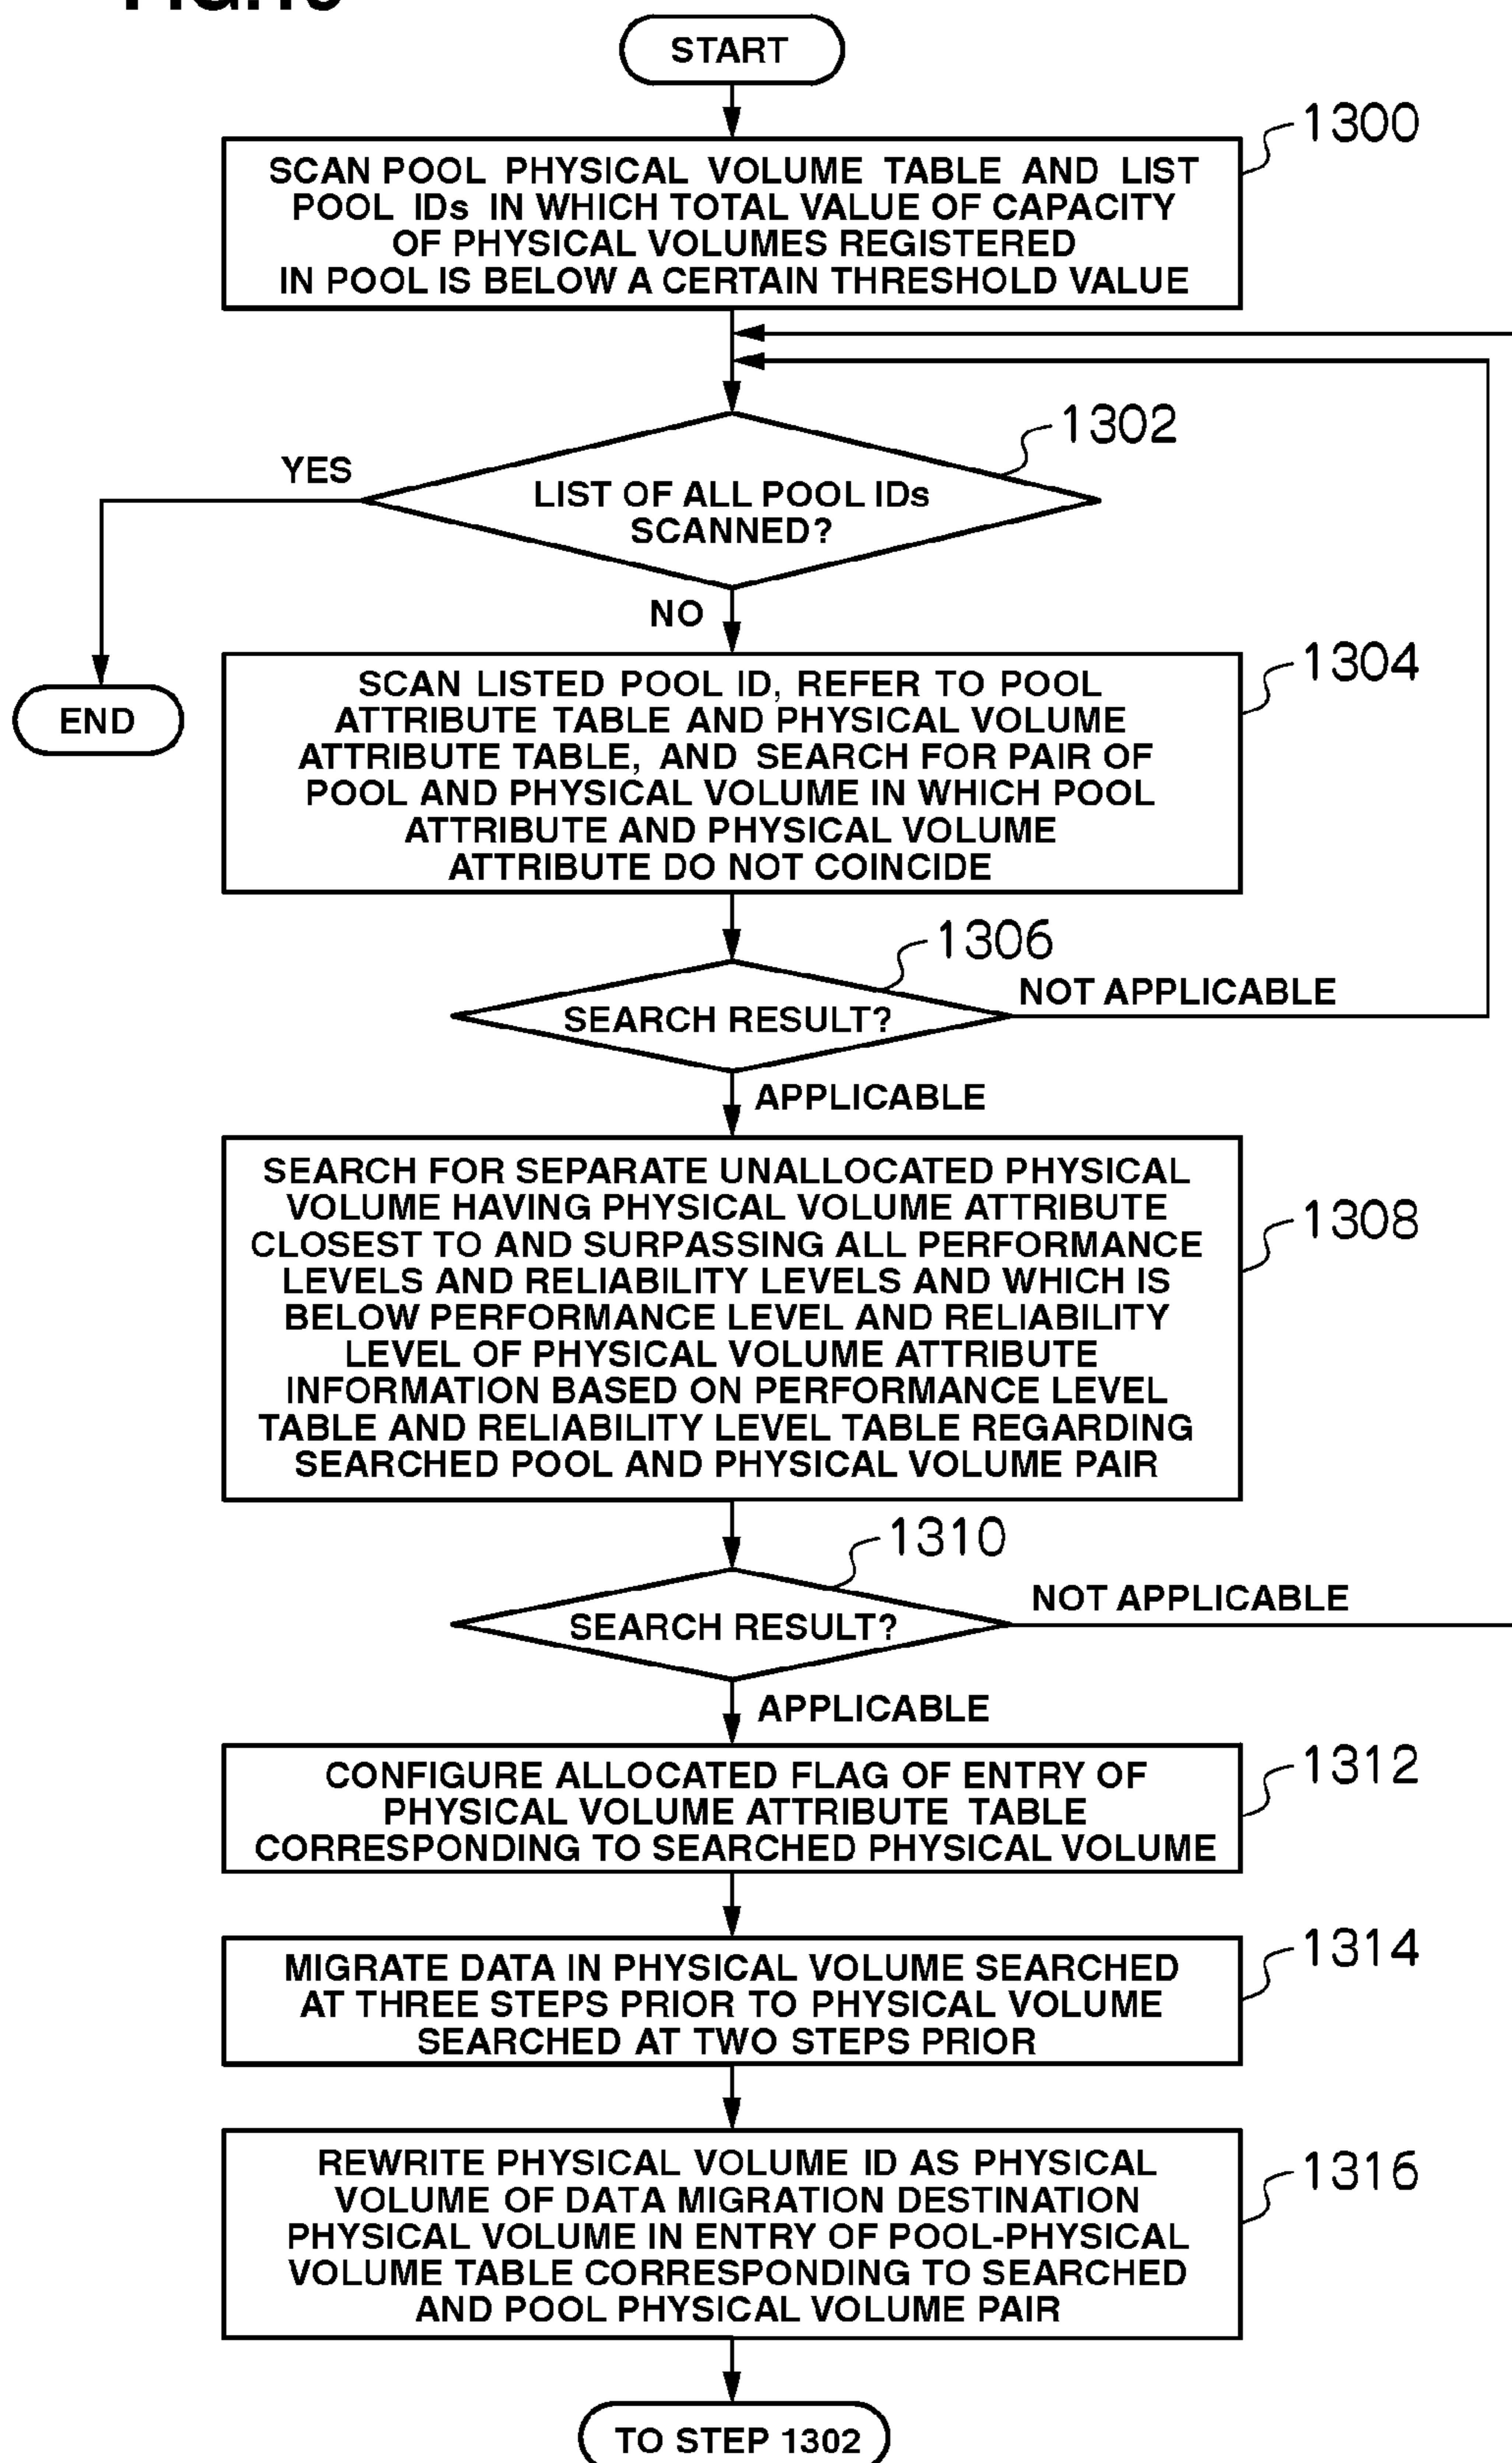 START
1300
SCAN POOL PHYSICAL VOLUME TABLE AND LIST
POOL IDs IN WHICH TOTAL VALUE OF CAPACITY
OF PHYSICAL VOLUMES REGISTERED
IN POOL IS BELOW A CERTAIN THRESHOLD VALUE
1302
YES
LIST OF ALL POOL IDs
SCANNED?
NO
END
1304
SCAN LISTED POOL ID, REFER TO POOL
ATTRIBUTE TABLE AND PHYSICAL VOLUME
ATTRIBUTE TABLE, AND SEARCH FOR PAIR OF
POOL AND PHYSICAL VOLUME IN WHICH POOL
ATTRIBUTE AND PHYSICAL VOLUME
ATTRIBUTE DO NOT COINCIDE
1306
NOT APPLICABLE
SEARCH RESULT?
APPLICABLE
SEARCH FOR SEPARATE UNALLOCATED PHYSICAL
VOLUME HAVING PHYSICAL VOLUME ATTRIBUTE
1308
CLOSEST TO AND SURPASSING ALL PERFORMANCE
LEVELS AND RELIABILITY LEVELS AND WHICH IS
BELOW PERFORMANCE LEVEL AND RELIABILITY
LEVEL OF PHYSICAL VOLUME ATTRIBUTE
INFORMATION BASED ON PERFORMANCE LEVEL
TABLE AND RELIABILITY LEVEL TABLE REGARDING
SEARCHED POOL AND PHYSICAL VOLUME PAIR
1310
NOT APPLICABLE
SEARCH RESULT?
APPLICABLE
1312
CONFIGURE ALLOCATED FLAG OF ENTRY OF
PHYSICAL VOLUME ATTRIBUTE TABLE
CORRESPONDING TO SEARCHED PHYSICAL VOLUME
1314
MIGRATE DATA IN PHYSICAL VOLUME SEARCHED
AT THREE STEPS PRIOR TO PHYSICAL VOLUME
SEARCHED AT TWO STEPS PRIOR
1316
REWRITE PHYSICAL VOLUME ID AS PHYSICAL
VOLUME OF DATA MIGRATION DESTINATION
PHYSICAL VOLUME IN ENTRY OF POOL-PHYSICAL
VOLUME TABLE CORRESPONDING TO SEARCHED
AND POOL PHYSICAL VOLUME PAIR
TO STEP 1302